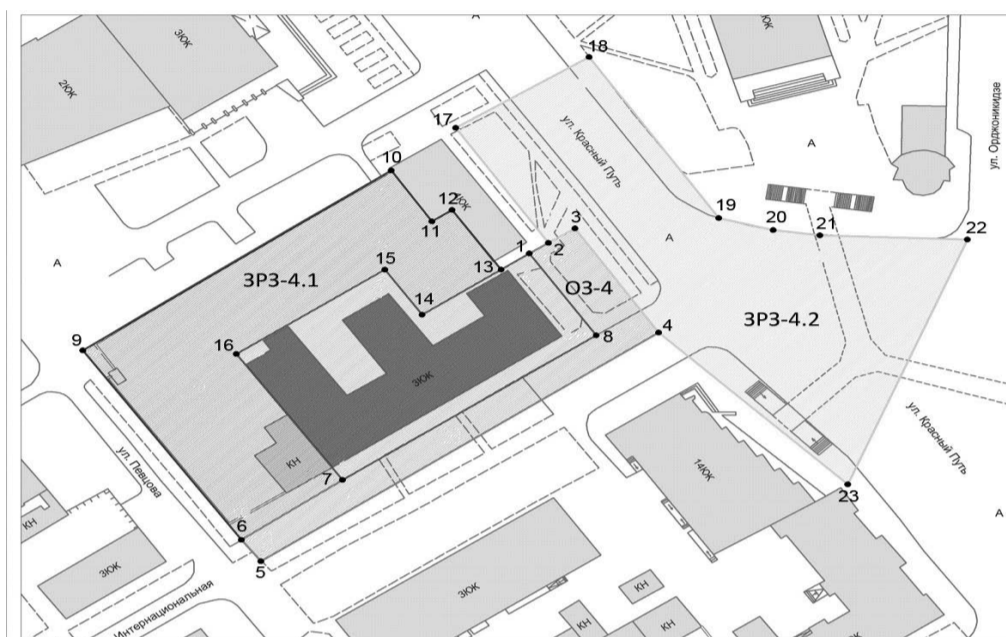 А
3ЮК
2ЮК
18
ул. Орджоникидзе
17
ул. Красный Путь
А
10
12
3
19
20
21
22
11
1
2
А
А
15
13
ЗРЗ-4.1
ОЗ-4
14
ЗРЗ-4.2
9
16
8
4
3ЮК
ул. Певцова
КН
7
14ЮК
ул. Красный Путь
23
А
6
5
КН
3ЮК
3ЮК
КН
Интернациональная
КН
КН